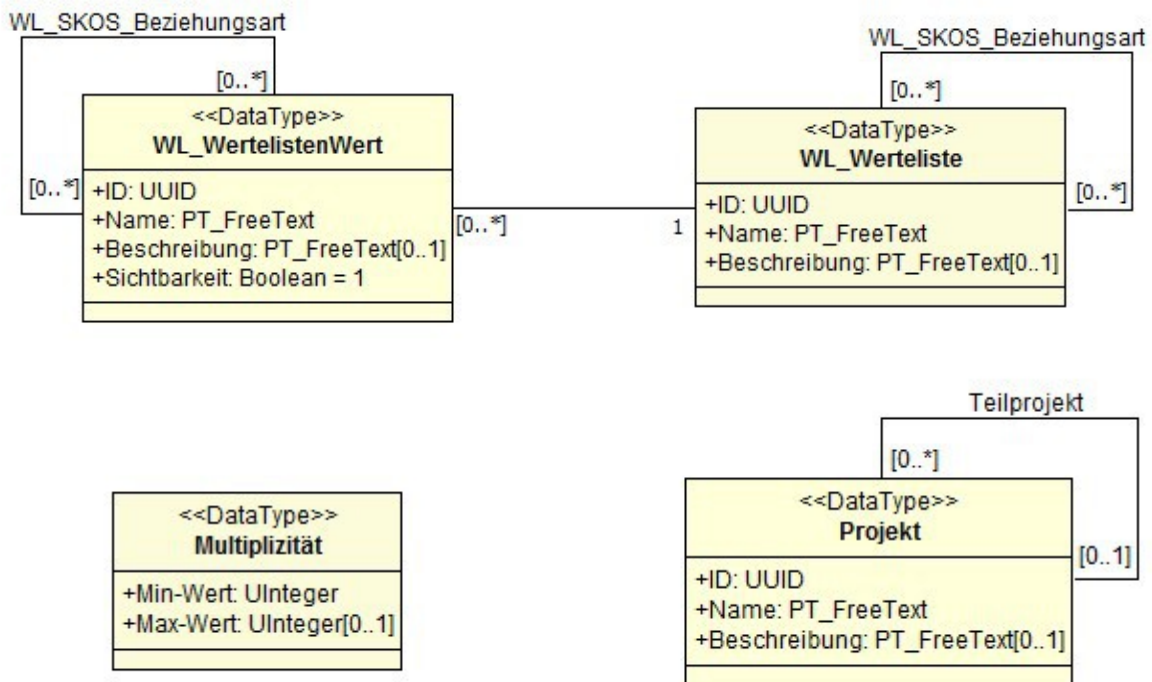 WL_SKOS_Beziehungsart
[0..*]
<<DataType>>
WL_WertelistenWert
[0..*]
+ID: UUID
+Name: PT_FreeText
+Beschreibung: PT_FreeText[0..1]
+Sichtbarkeit: Boolean = 1
[0..*]
1
WL_SKOS_Beziehungsart
[0..*]
<<DataType>>
WL_Werteliste
[0..*]
+ID: UUID
+Name: PT_FreeText
+Beschreibung: PT_FreeText[0..1]
<<DataType>>
Multiplizität
+Min-Wert: UInteger
+Max-Wert: UInteger[0..1]
Teilprojekt
[0..*]
<<DataType>>
Projekt
[0..1]
+ID: UUID
+Name: PT_FreeText
+Beschreibung: PT_FreeText[0..1]